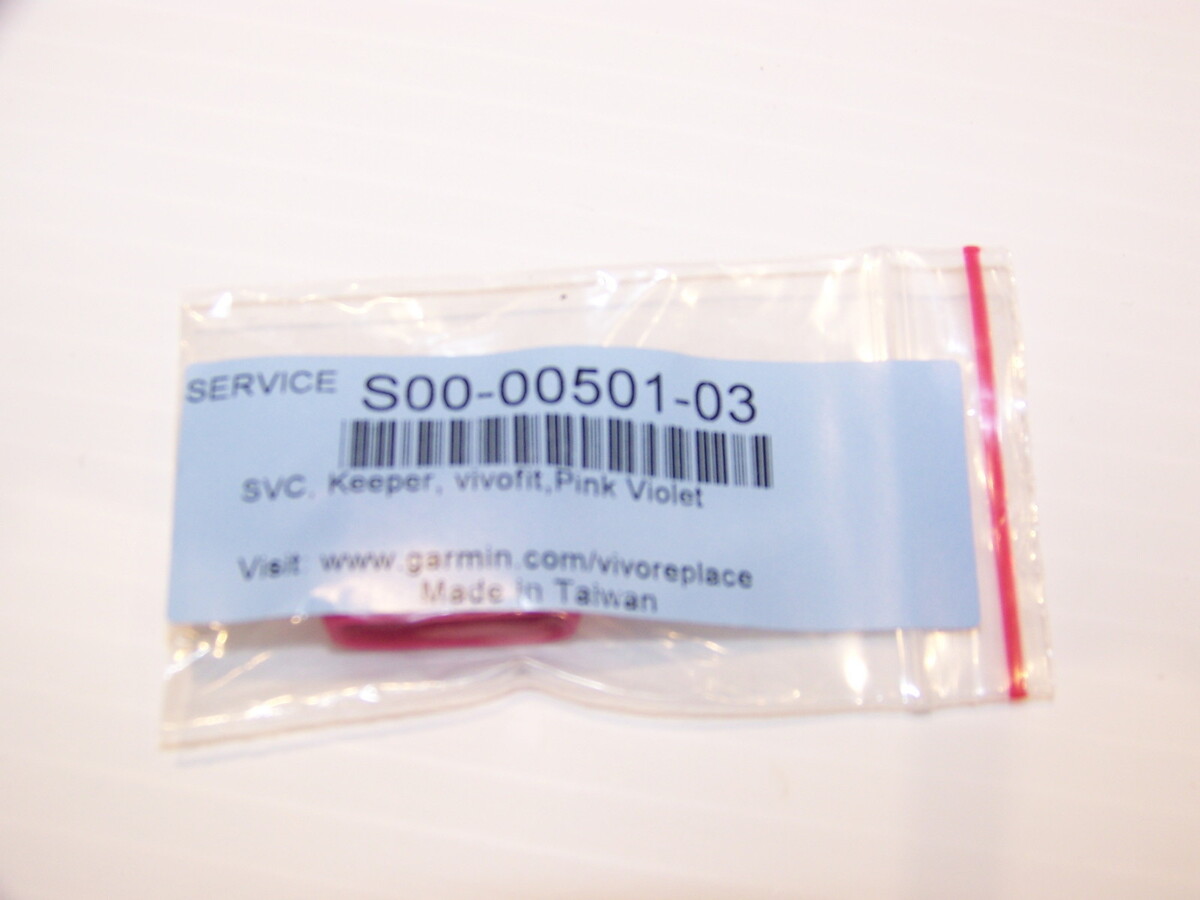 SERVICE S00-00501-03
SVC, Keeper, vivofit,Pink Violet
Visit www.garmin.com/vivoreplace
Made in Taiwan